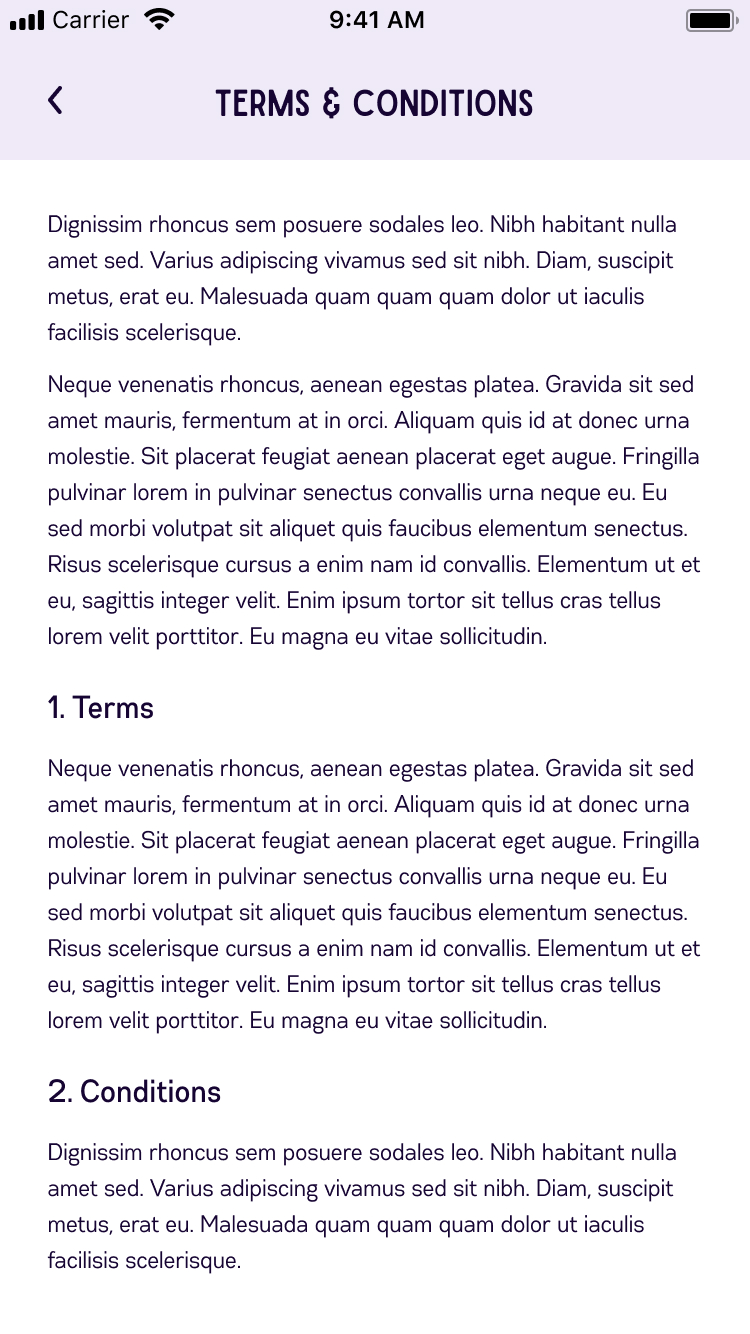 Carrier
9:41 AM
TERMS & CONDITIONS
Dignissim rhoncus sem posuere sodales leo. Nibh habitant nulla
amet sed. Varius adipiscing vivamus sed sit nibh. Diam, suscipit
metus, erat eu. Malesuada quam quam quam dolor ut iaculis
facilisis scelerisque.
Neque venenatis rhoncus, aenean egestas platea. Gravida sit sed
amet mauris, fermentum at in orci. Aliquam quis id at donec urna
molestie. Sit placerat feugiat aenean placerat eget augue. Fringilla
pulvinar lorem in pulvinar senectus convallis urna neque eu. Eu
sed morbi volutpat sit aliquet quis faucibus elementum senectus.
Risus scelerisque cursus a enim nam id convallis. Elementum ut et
eu, sagittis integer velit. Enim ipsum tortor sit tellus cras tellus
lorem velit porttitor. Eu magna eu vitae sollicitudin.
1. Terms
Neque venenatis rhoncus, aenean egestas platea. Gravida sit sed
amet mauris, fermentum at in orci. Aliquam quis id at donec urna
molestie. Sit placerat feugiat aenean placerat eget augue. Fringilla
pulvinar lorem in pulvinar senectus convallis urna neque eu. Eu
sed morbi volutpat sit aliquet quis faucibus elementum senectus.
Risus scelerisque cursus a enim nam id convallis. Elementum ut et
eu, sagittis integer velit. Enim ipsum tortor sit tellus cras tellus
lorem velit porttitor. Eu magna eu vitae sollicitudin.
2. Conditions
Dignissim rhoncus sem posuere sodales leo. Nibh habitant nulla
amet sed. Varius adipiscing vivamus sed sit nibh. Diam, suscipit
metus, erat eu. Malesuada quam quam quam dolor ut iaculis
facilisis scelerisque.